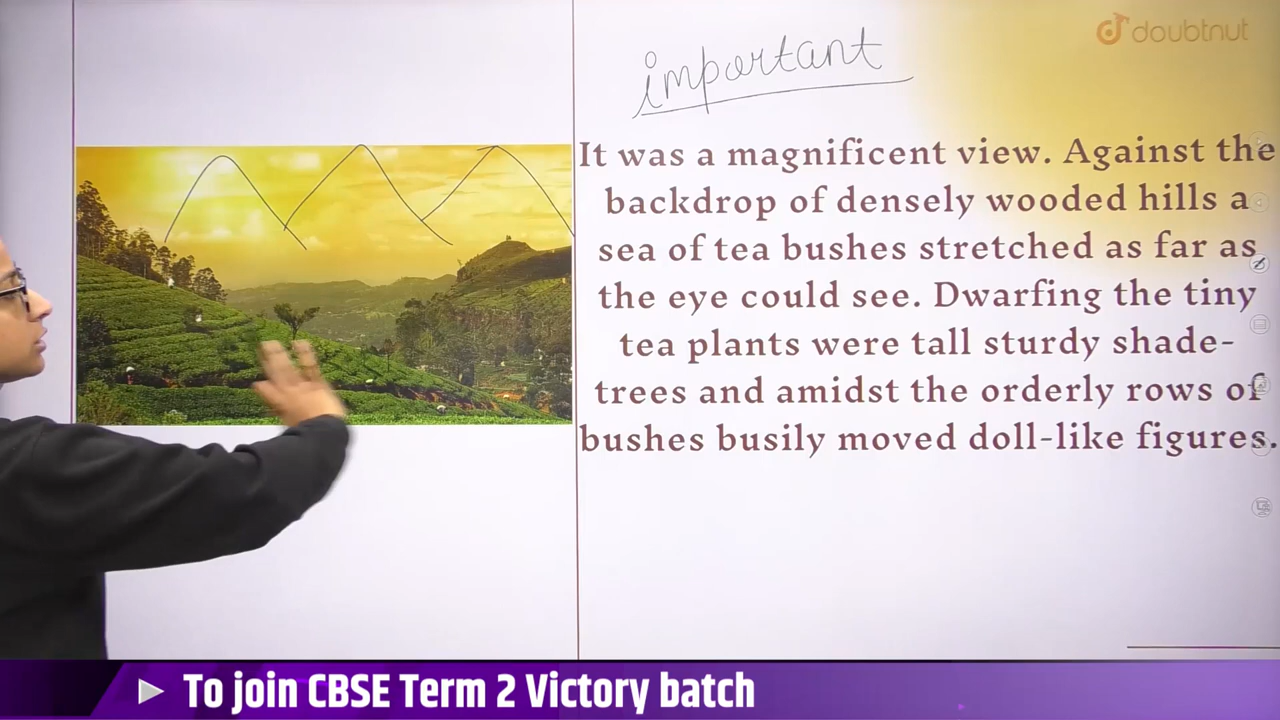 important
doubtnut
It was a magnificent view. Against the
backdrop of densely wooded hills a
sea of tea bushes stretched as far as
the eye could see. Dwarfing the tiny
tea plants were tall sturdy shade-
trees and amidst the orderly rows of
bushes busily moved doll-like figures.
To join CBSE Term 2 Victory batch